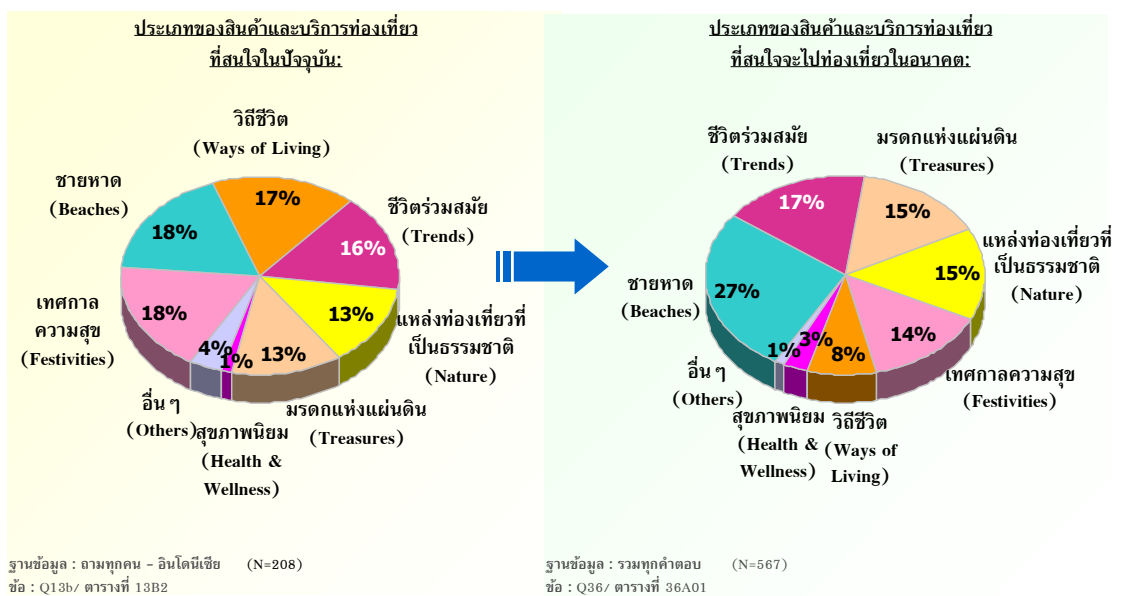 ประเภทของสินค้าและบริการท่องเที่ยว
ที่สนใจในปัจจุบัน:
วิถีชีวิต
(Ways of Living)
ชายหาด
(Beaches)
17%
18%
ชีวิตร่วมสมัย
(Trends)
16%
เทศกาล
ความสุข
(Festivities)
18%
13%
แหล่งท่องเที่ยวที่
เป็นธรรมชาติ
(Nature)
4%
1%
13%
อื่น ๆ
(Others)
สุขภาพนิยม
(Health &
Wellness)
มรดกแห่งแผ่นดิน
(Treasures)
ฐานข้อมูล : ถามทุกคน - อินโดนีเซีย (N=208)
ข้อ : Q13b/ ตารางที่ 13B2
ประเภทของสินค้าและบริการท่องเที่ยว
ที่สนใจจะไปท่องเที่ยวในอนาคต:
ชีวิตร่วมสมัย
(Trends)
มรดกแห่งแผ่นดิน
(Treasures)
17%
15%
แหล่งท่องเที่ยวที่
เป็นธรรมชาติ
(Nature)
15%
ชายหาด
(Beaches)
27%
14%
1%
3%
8%
อื่น ๆ
(Others)
เทศกาลความสุข
(Festivities)
สุขภาพนิยม
(Health &
Wellness)
วิถีชีวิต
(Ways of
Living)
ฐานข้อมูล : รวมทุกคำตอบ (N=567)
ข้อ : Q36/ ตารางที่ 36A01